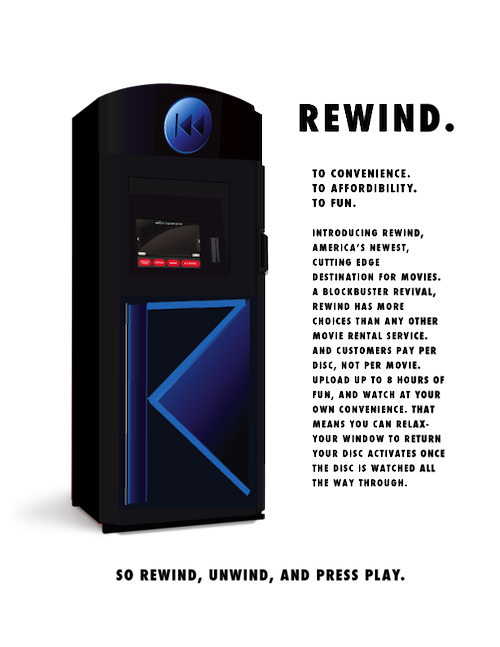 REWIND.
TO CONVENIENCE.
TO AFFORDIBILITY.
TO FUN.
INTRODUCING REWIND,
AMERICA'S NEWEST,
CUTTING EDGE
DESTINATION FOR MOVIES.
A BLOCKBUSTER REVIVAL,
REWIND HAS MORE
CHOICES THAN ANY OTHER
MOVIE RENTAL SERVICE.
AND CUSTOMERS PAY PER
DISC, NOT PER MOVIE.
UPLOAD UP TO 8 HOURS OF
FUN, AND WATCH AT YOUR
OWN CONVENIENCE. THAT
MEANS YOU CAN RELAX-
YOUR WINDOW TO RETURN
YOUR DISC ACTIVATES ONCE
THE DISC IS WATCHED ALL
THE WAY THROUGH.
SO REWIND, UNWIND, AND PRESS PLAY.